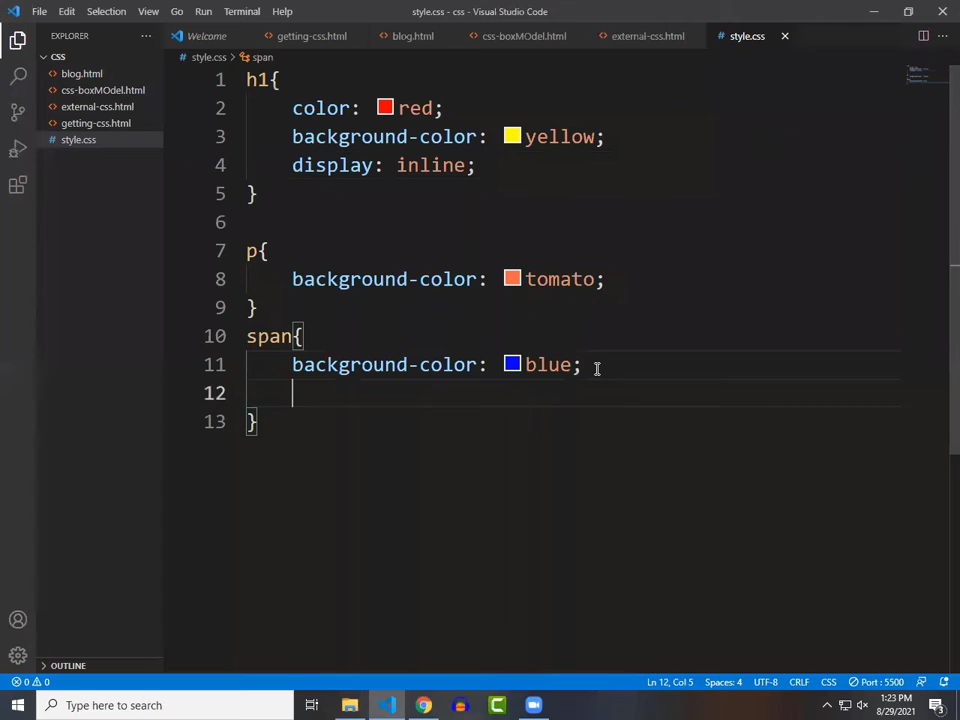 File Edit Selection View Go Run Terminal Help
style.css - css - Visual Studio Code
EXPLORER
Welcome
getting-css.html
blog.html
css-boxMOdel.html
external-css.html
style.css
CSS
style.css > span
blog.html
css-boxMOdel.html
external-css.html
getting-css.html
style.css
1 h1{
2 color: red;
3 background-color: yellow;
4 display: inline;
5 }
6
7 p{
8 background-color: tomato;
9 }
10 span{
11 background-color: blue;
12
13 }
OUTLINE
0 0
Ln 12, Col 5 Spaces: 4 UTF-8 CRLF CSS Port : 5500
Type here to search
1:23 PM
8/29/2021
3